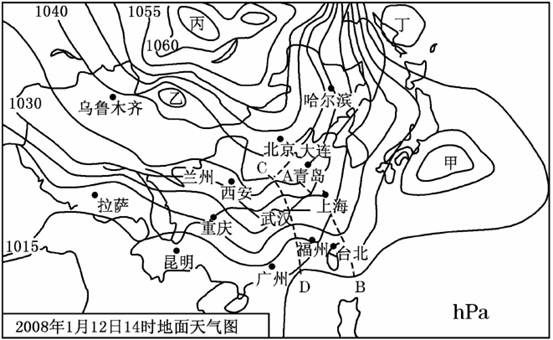 1040
1055
丙
丁
1060
1030
乌鲁木齐
乙
哈尔滨
北京
大连
甲
C
A
青岛
兰州
西安
拉萨
上海
武汉
重庆
1015
昆明
福州
台北
广州
D
B
hPa
2008年1月12日14时地面天气图